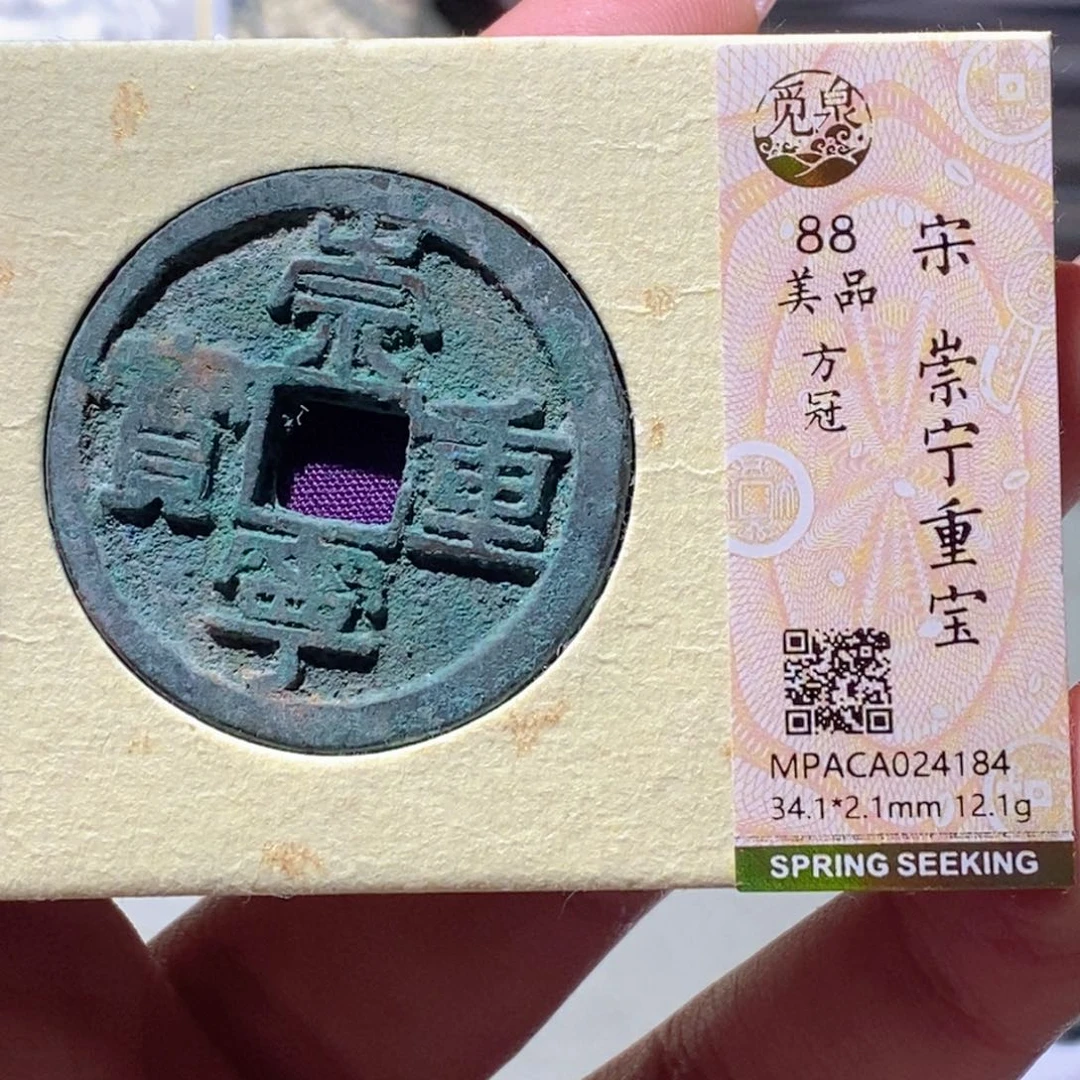 崇
重
寧
寳
觅泉
88
美品
方冠
宋 崇宁重宝
MPACA024184
34.1*2.1mm 12.1g
SPRING SEEKING